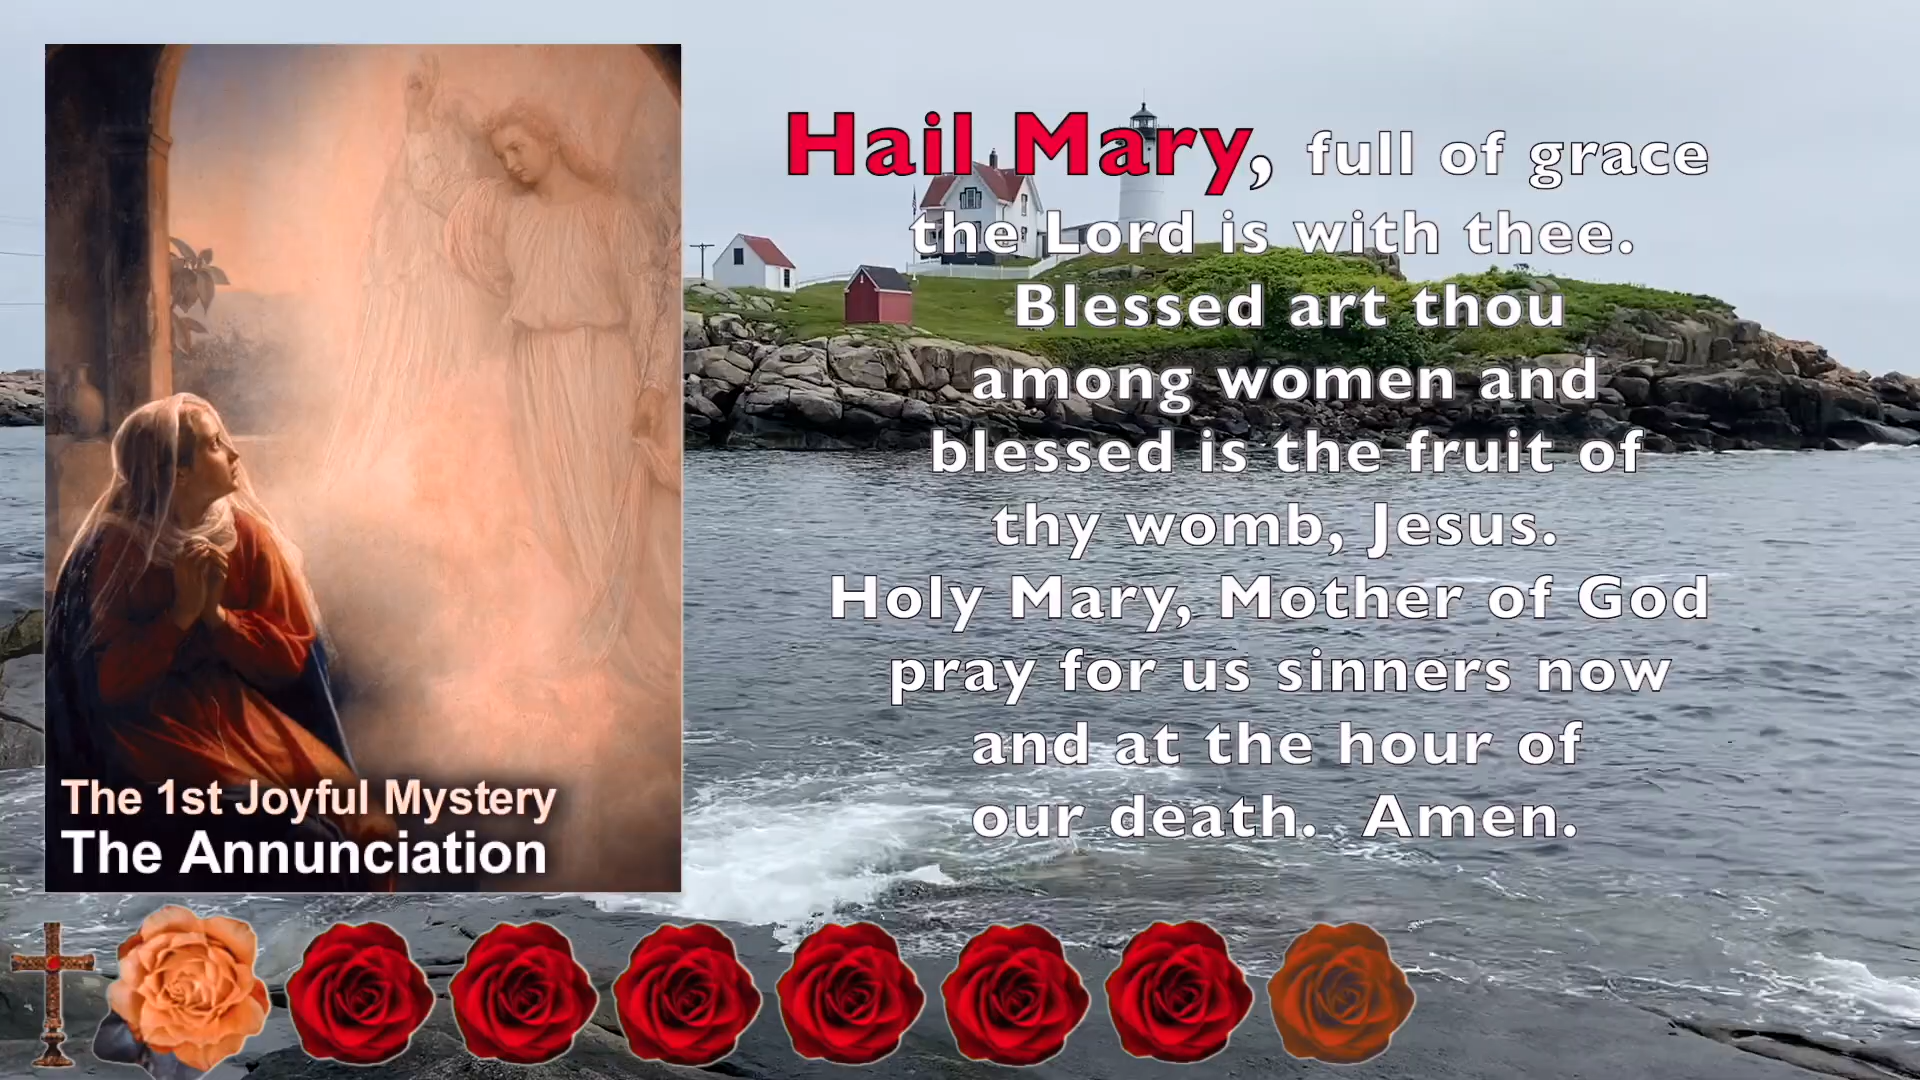 Hail Mary, full of grace
the Lord is with thee.
Blessed art thou
among women and
blessed is the fruit of
thy womb, Jesus.
Holy Mary, Mother of God
pray for us sinners now
and at the hour of
our death. Amen.
The 1st Joyful Mystery
The Annunciation